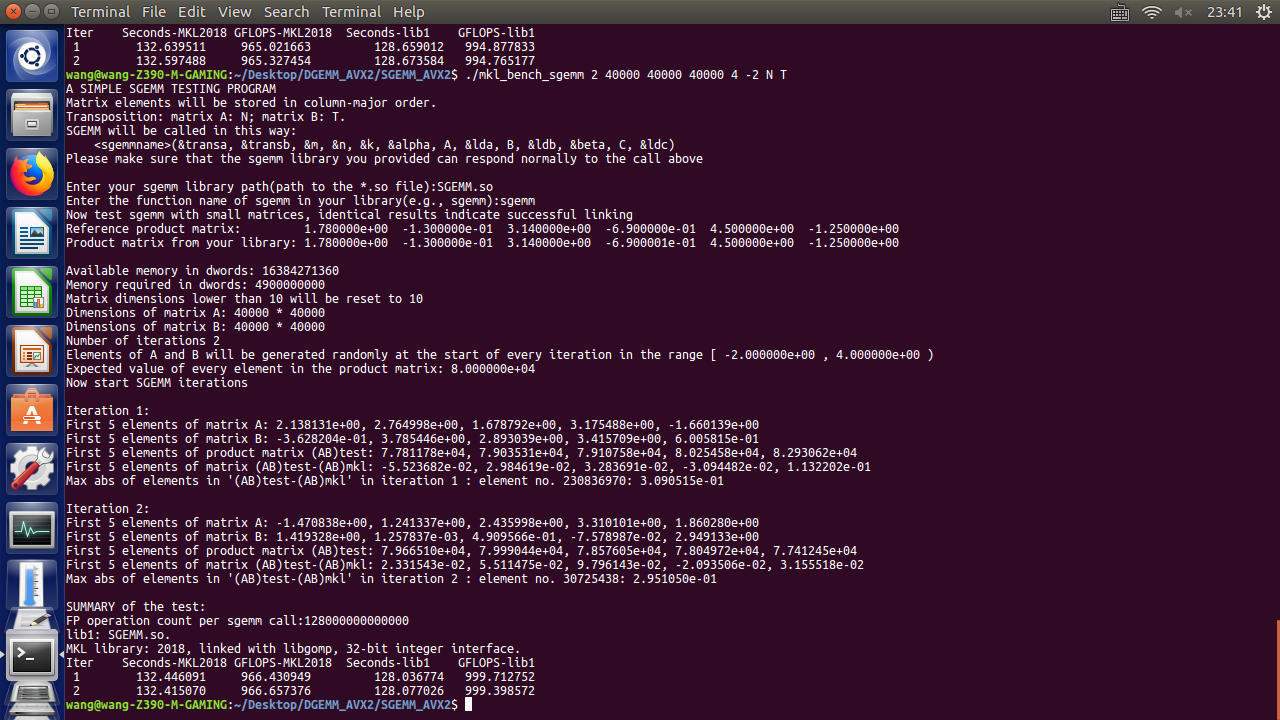 Terminal File Edit View Search Terminal Help 23:41
Iter    Seconds-MKL2018 GFLOPS-MKL2018  Seconds-lib1    GFLOPS-lib1
 1        132.639511    965.021663      128.659012   994.877833
 2        132.597488    965.327454      128.673584   994.765177
wang@wang-Z390-M-GAMING:~/Desktop/DGEMM_AVX2/SGEMM_AVX2$ ./mkl_bench_sgemm 2 40000 40000 40000 4 -2 N T
A SIMPLE SGEMM TESTING PROGRAM
Matrix elements will be stored in column-major order.
Transposition: matrix A: N; matrix B: T.
SGEMM will be called in this way:
    <sgemmname>(&transa, &transb, &m, &n, &k, &alpha, A, &lda, B, &ldb, &beta, C, &ldc)
Please make sure that the sgemm library you provided can respond normally to the call above
Enter your sgemm library path(path to the *.so file):SGEMM.so
Enter the function name of sgemm in your library(e.g., sgemm):sgemm
Now test sgemm with small matrices, identical results indicate successful linking
Reference product matrix:         1.780000e+00  -1.300000e-01  3.140000e+00  -6.900000e-01  4.500000e+00  -1.250000e+00
Product matrix from your library: 1.780000e+00  -1.300000e-01  3.140000e+00  -6.900001e-01  4.500000e+00  -1.250000e+00
Available memory in dwords: 16384271360
Memory required in dwords: 4900000000
Matrix dimensions lower than 10 will be reset to 10
Dimensions of matrix A: 40000 * 40000
Dimensions of matrix B: 40000 * 40000
Number of iterations 2
Elements of A and B will be generated randomly at the start of every iteration in the range [ -2.000000e+00 , 4.000000e+00 )
Expected value of every element in the product matrix: 8.000000e+04
Now start SGEMM iterations
Iteration 1:
First 5 elements of matrix A: 2.138131e+00, 2.764998e+00, 1.678792e+00, 3.175488e+00, -1.660139e+00
First 5 elements of matrix B: -3.628204e-01, 3.785446e+00, 2.893039e+00, 3.415709e+00, 6.005815e-01
First 5 elements of product matrix (AB)test: 7.781178e+04, 7.903531e+04, 7.910758e+04, 8.025458e+04, 8.293062e+04
First 5 elements of matrix (AB)test-(AB)mkl: -5.523682e-02, 2.984619e-02, 3.283691e-02, -3.094482e-02, 1.132202e-01
Max abs of elements in '(AB)test-(AB)mkl' in iteration 1 : element no. 230836970: 3.090515e-01
Iteration 2:
First 5 elements of matrix A: -1.470838e+00, 1.241337e+00, 2.435998e+00, 3.310101e+00, 1.860280e+00
First 5 elements of matrix B: 1.419328e+00, 1.257837e-03, 4.909566e-01, -7.578987e-02, 2.949133e+00
First 5 elements of product matrix (AB)test: 7.966510e+04, 7.999044e+04, 7.857605e+04, 7.804972e+04, 7.741245e+04
First 5 elements of matrix (AB)test-(AB)mkl: 2.331543e-02, 5.511475e-02, 9.796143e-02, -2.093506e-02, 3.155518e-02
Max abs of elements in '(AB)test-(AB)mkl' in iteration 2 : element no. 30725438: 2.951050e-01
SUMMARY of the test:
FP operation count per sgemm call:128000000000000
lib1: SGEMM.so.
MKL library: 2018, linked with libgomp, 32-bit integer interface.
Iter    Seconds-MKL2018 GFLOPS-MKL2018  Seconds-lib1    GFLOPS-lib1
 1        132.446091    966.430949      128.036774   999.712752
 2        132.415070    966.657376      128.077026   999.398572
wang@wang-Z390-M-GAMING:~/Desktop/DGEMM_AVX2/SGEMM_AVX2$